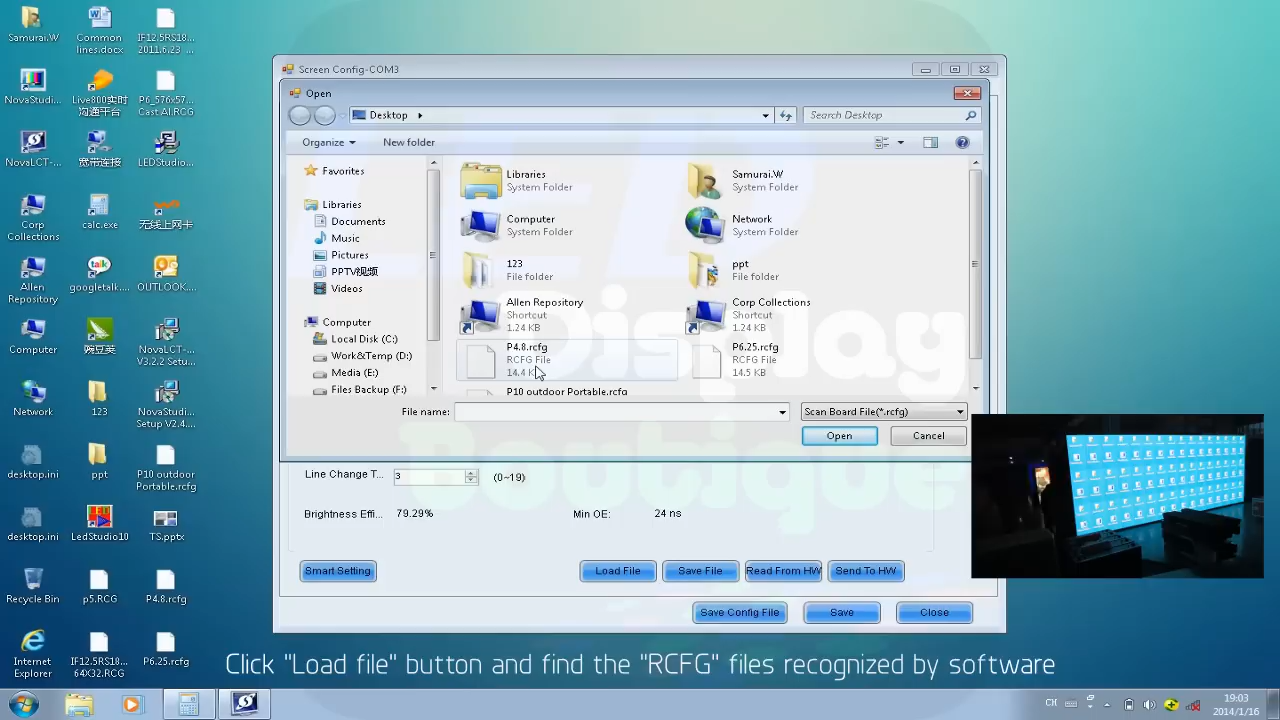 Samurai.W
Common lines.docx
IF12.5RS18...
2011.6.23 ...
NovaStudi...
Live800实时
沟通平台
P6_576x57...
Cast AI.RCG
NovaLCT-...
宽带连接
LEDStudio...
Corp
Collections
calc.exe
无线上网卡
Allen
Repository
googletalk....
OUTLOOK....
Computer
豌豆荚
NovaLCT-...
V3.2.2 Setu...
Network
123
NovaStudi...
Setup V2.4...
desktop.ini
ppt
P10 outdoor
Portable.rcfg
desktop.ini
LedStudio10
TS.pptx
Recycle Bin
p5.RCG
P4.8.rcfg
Internet
Explorer
IF12.5RS18...
64X32.RCG
P6.25.rcfg
Screen Config-COM3
Open
Desktop
Search Desktop
Organize
New folder
Favorites
Libraries
Documents
Music
Pictures
PPTV视频
Videos
Computer
Local Disk (C:)
Work&Temp (D:)
Media (E:)
Files Backup (F:)
Libraries
System Folder
Samurai.W
System Folder
Computer
System Folder
Network
System Folder
123
File folder
ppt
File folder
Allen Repository
Shortcut
1.24 KB
Corp Collections
Shortcut
1.24 KB
P4.8.rcfg
RCFG File
14.4 K
P6.25.rcfg
RCFG File
14.5 KB
P10 outdoor Portable.rcfg
File name:
Scan Board File(*.rcfg)
Open
Cancel
Display
Boutique
Line Change T...
3
(0~19)
Brightness Effi...
79.29%
Min OE:
24 ns
Smart Setting
Load File
Save File
Read From HW
Send To HW
Save Config File
Save
Close
Click "Load file" button and find the "RCFG" files recognized by software
CH
19:03
2014/1/16